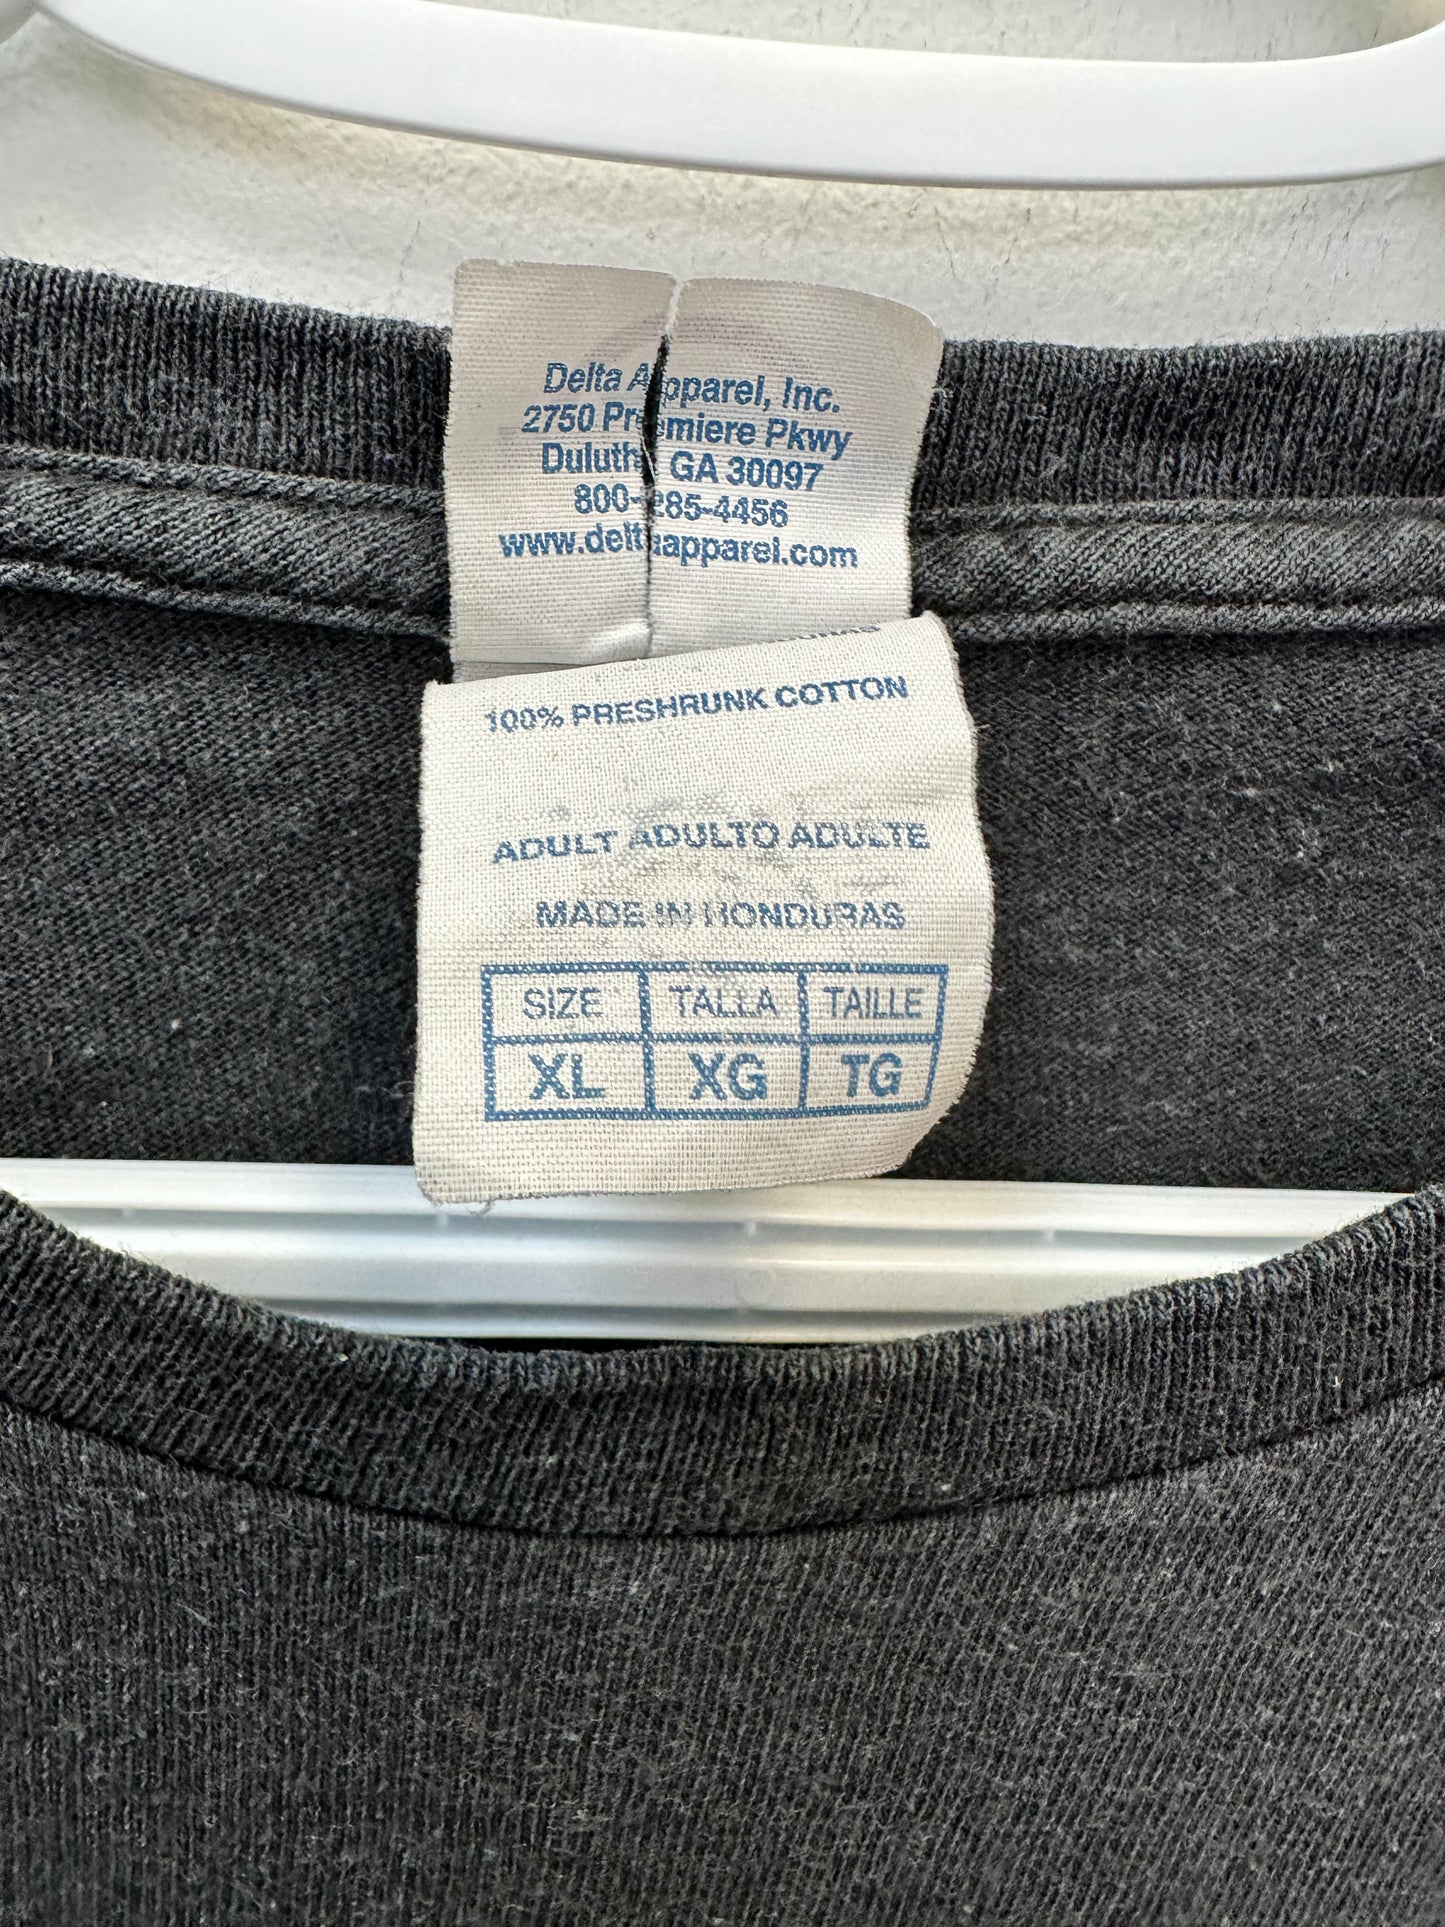 Delta Apparel, Inc.
2750 Premiere Pkwy
Duluth, GA 30097
800-285-4456
www.deltaapparel.com
100% PRESHRUNK COTTON
ADULT ADULTO ADULTE
MADE IN HONDURAS
SIZE TALLA TAILLE
XL XG TG